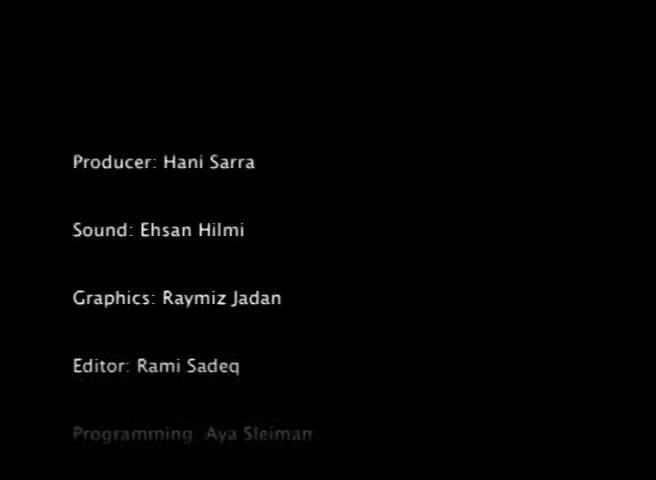 Producer: Hani Sarra
Sound: Ehsan Hilmi
Graphics: Raymiz Jadan
Editor: Rami Sadeq
Programming  Aya Sleiman